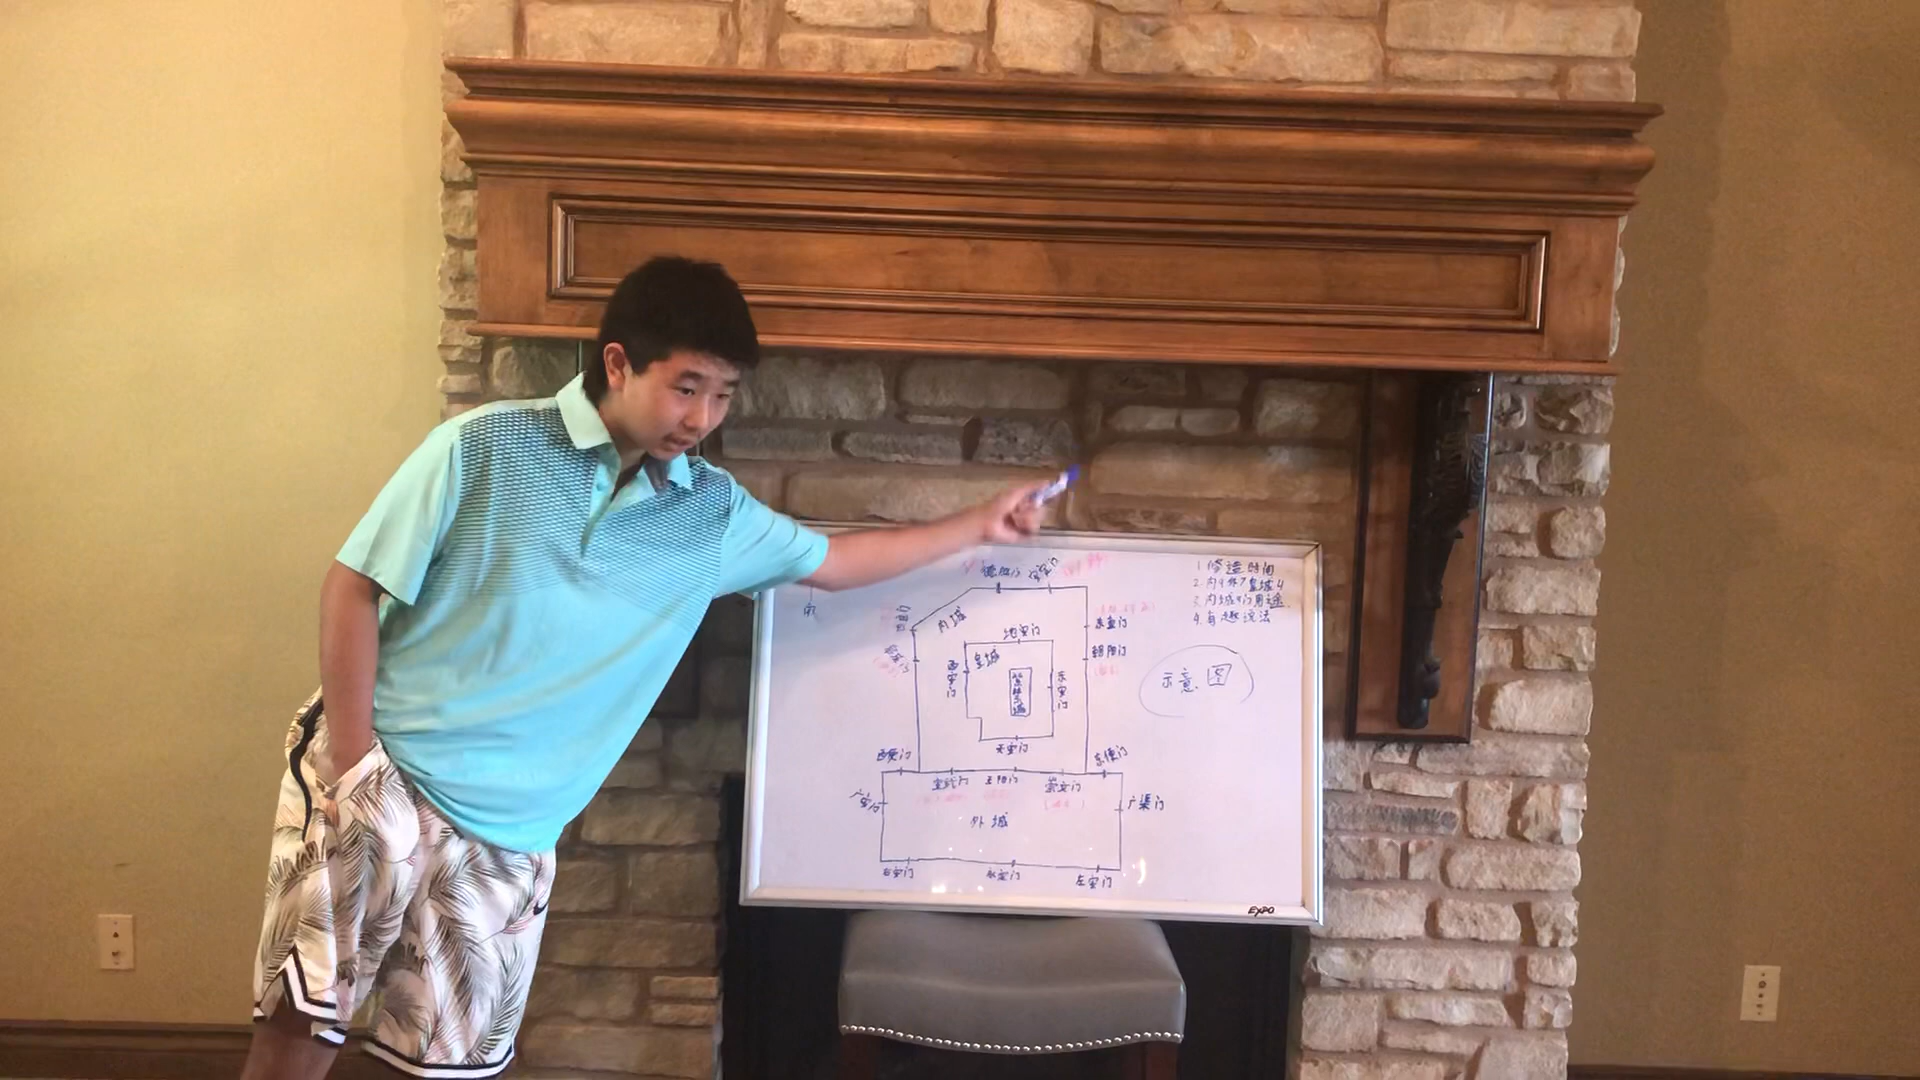 德胜门 安定门
1 修造时间
2. 内9外7皇城4
3. 内城9门用途
4. 有趣说法
西直门
内城
东直门
地安门
朝阳门
皇城
西安门
东安门
紫禁城
示意图
天安门
西便门
东便门
宣武门 正阳门 崇文门
广安门
广渠门
外城
右安门 永定门 左安门
EXPO